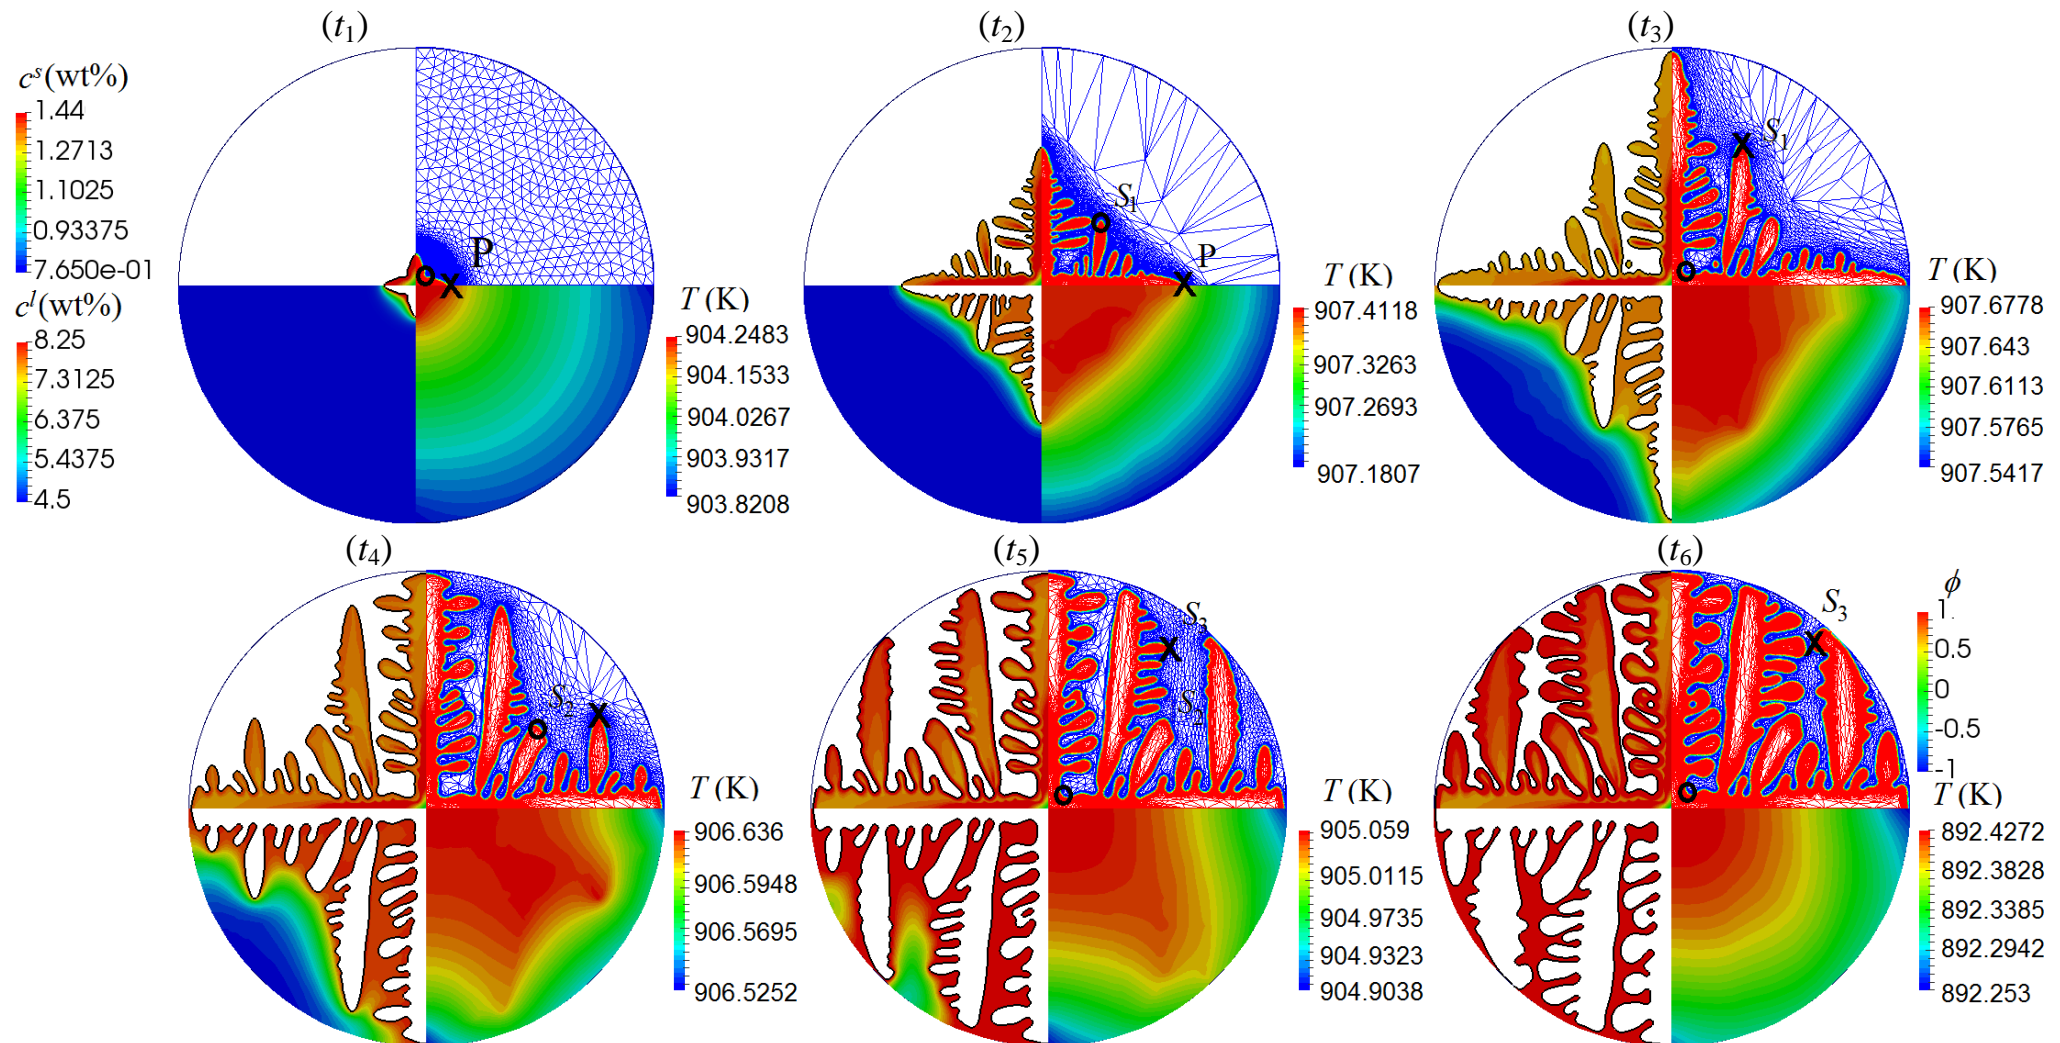 (t1)
(t2)
(t3)
c^s (wt%)
1.44
1.2713
1.1025
0.93375
7.650e-01
c^l (wt%)
8.25
7.3125
6.375
5.4375
4.5
O X P
T (K)
904.2483
904.1533
904.0267
903.9317
903.8208
S1
O
P
X
T (K)
907.4118
907.3263
907.2693
907.1807
X S1
O
T (K)
907.6778
907.643
907.6113
907.5765
907.5417
(t4)
(t5)
(t6)
S2
O X
T (K)
906.636
906.5948
906.5695
906.5252
S3
X
S2
O
T (K)
905.059
905.0115
904.9735
904.9323
904.9038
S3
X
O
ϕ
1
0.5
0
-0.5
-1
T (K)
892.4272
892.3828
892.3385
892.2942
892.253